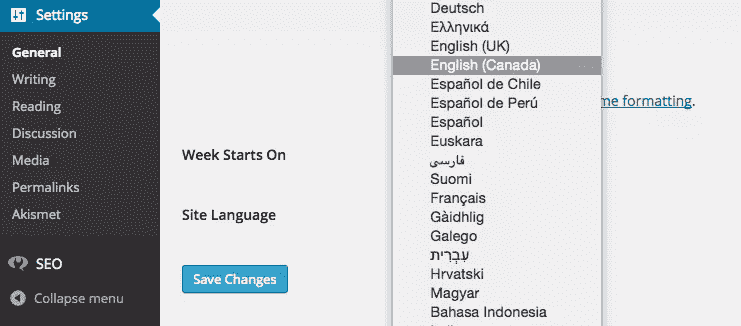 Settings
General
Writing
Reading
Discussion
Media
Permalinks
Akismet
SEO
Collapse menu
Week Starts On
Site Language
Save Changes
Deutsch
Ελληνικά
English (UK)
English (Canada)
Español de Chile
Español de Perú
Español
Euskara
فارسی
Suomi
Français
Gàidhlig
Galego
עִבְרִית
Hrvatski
Magyar
Bahasa Indonesia
me formatting.